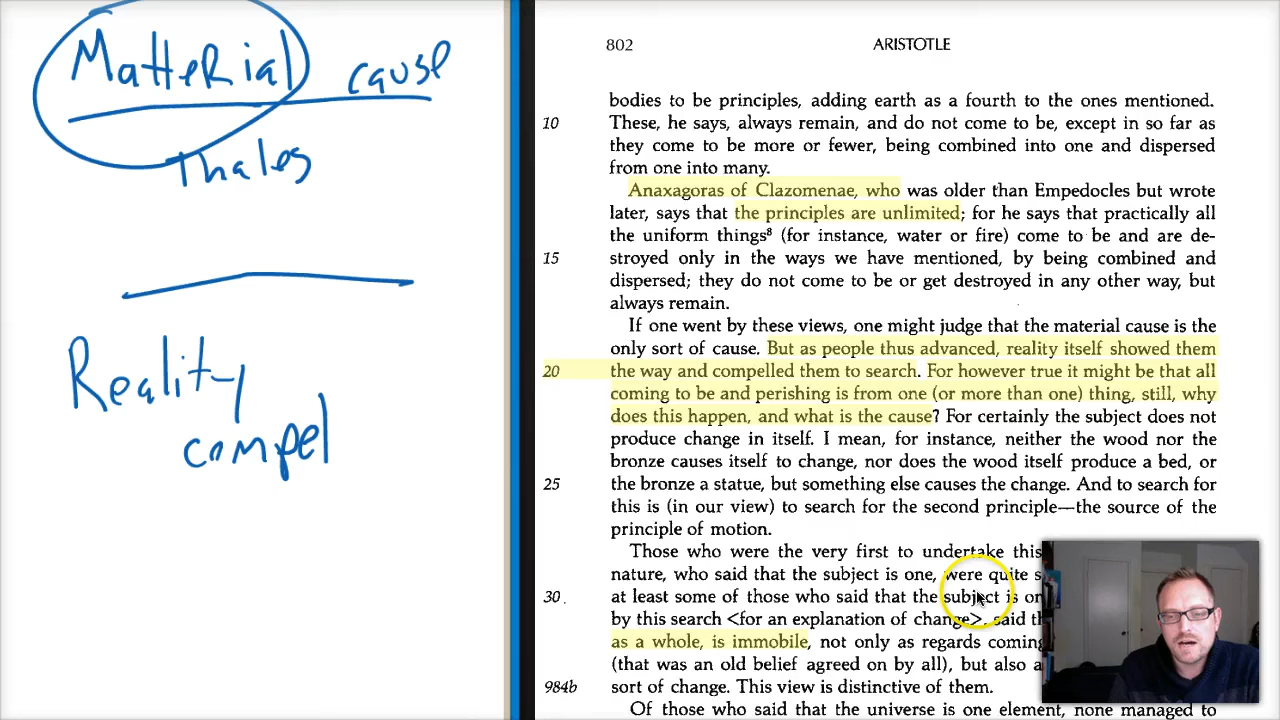 Matterial cause
Thales
Reality
compel
802 ARISTOTLE
bodies to be principles, adding earth as a fourth to the ones mentioned.
10 These, he says, always remain, and do not come to be, except in so far as
they come to be more or fewer, being combined into one and dispersed
from one into many.
Anaxagoras of Clazomenae, who was older than Empedocles but wrote
later, says that the principles are unlimited; for he says that practically all
the uniform things⁸ (for instance, water or fire) come to be and are de-
15 stroyed only in the ways we have mentioned, by being combined and
dispersed; they do not come to be or get destroyed in any other way, but
always remain.
If one went by these views, one might judge that the material cause is the
only sort of cause. But as people thus advanced, reality itself showed them
20 the way and compelled them to search. For however true it might be that all
coming to be and perishing is from one (or more than one) thing, still, why
does this happen, and what is the cause? For certainly the subject does not
produce change in itself. I mean, for instance, neither the wood nor the
bronze causes itself to change, nor does the wood itself produce a bed, or
25 the bronze a statue, but something else causes the change. And to search for
this is (in our view) to search for the second principle—the source of the
principle of motion.
Those who were the very first to undertake this
nature, who said that the subject is one, were quite
30. at least some of those who said that the subject is
by this search <for an explanation of change>, said
as a whole, is immobile, not only as regards coming
(that was an old belief agreed on by all), but also
984b sort of change. This view is distinctive of them.
Of those who said that the universe is one element, none managed to